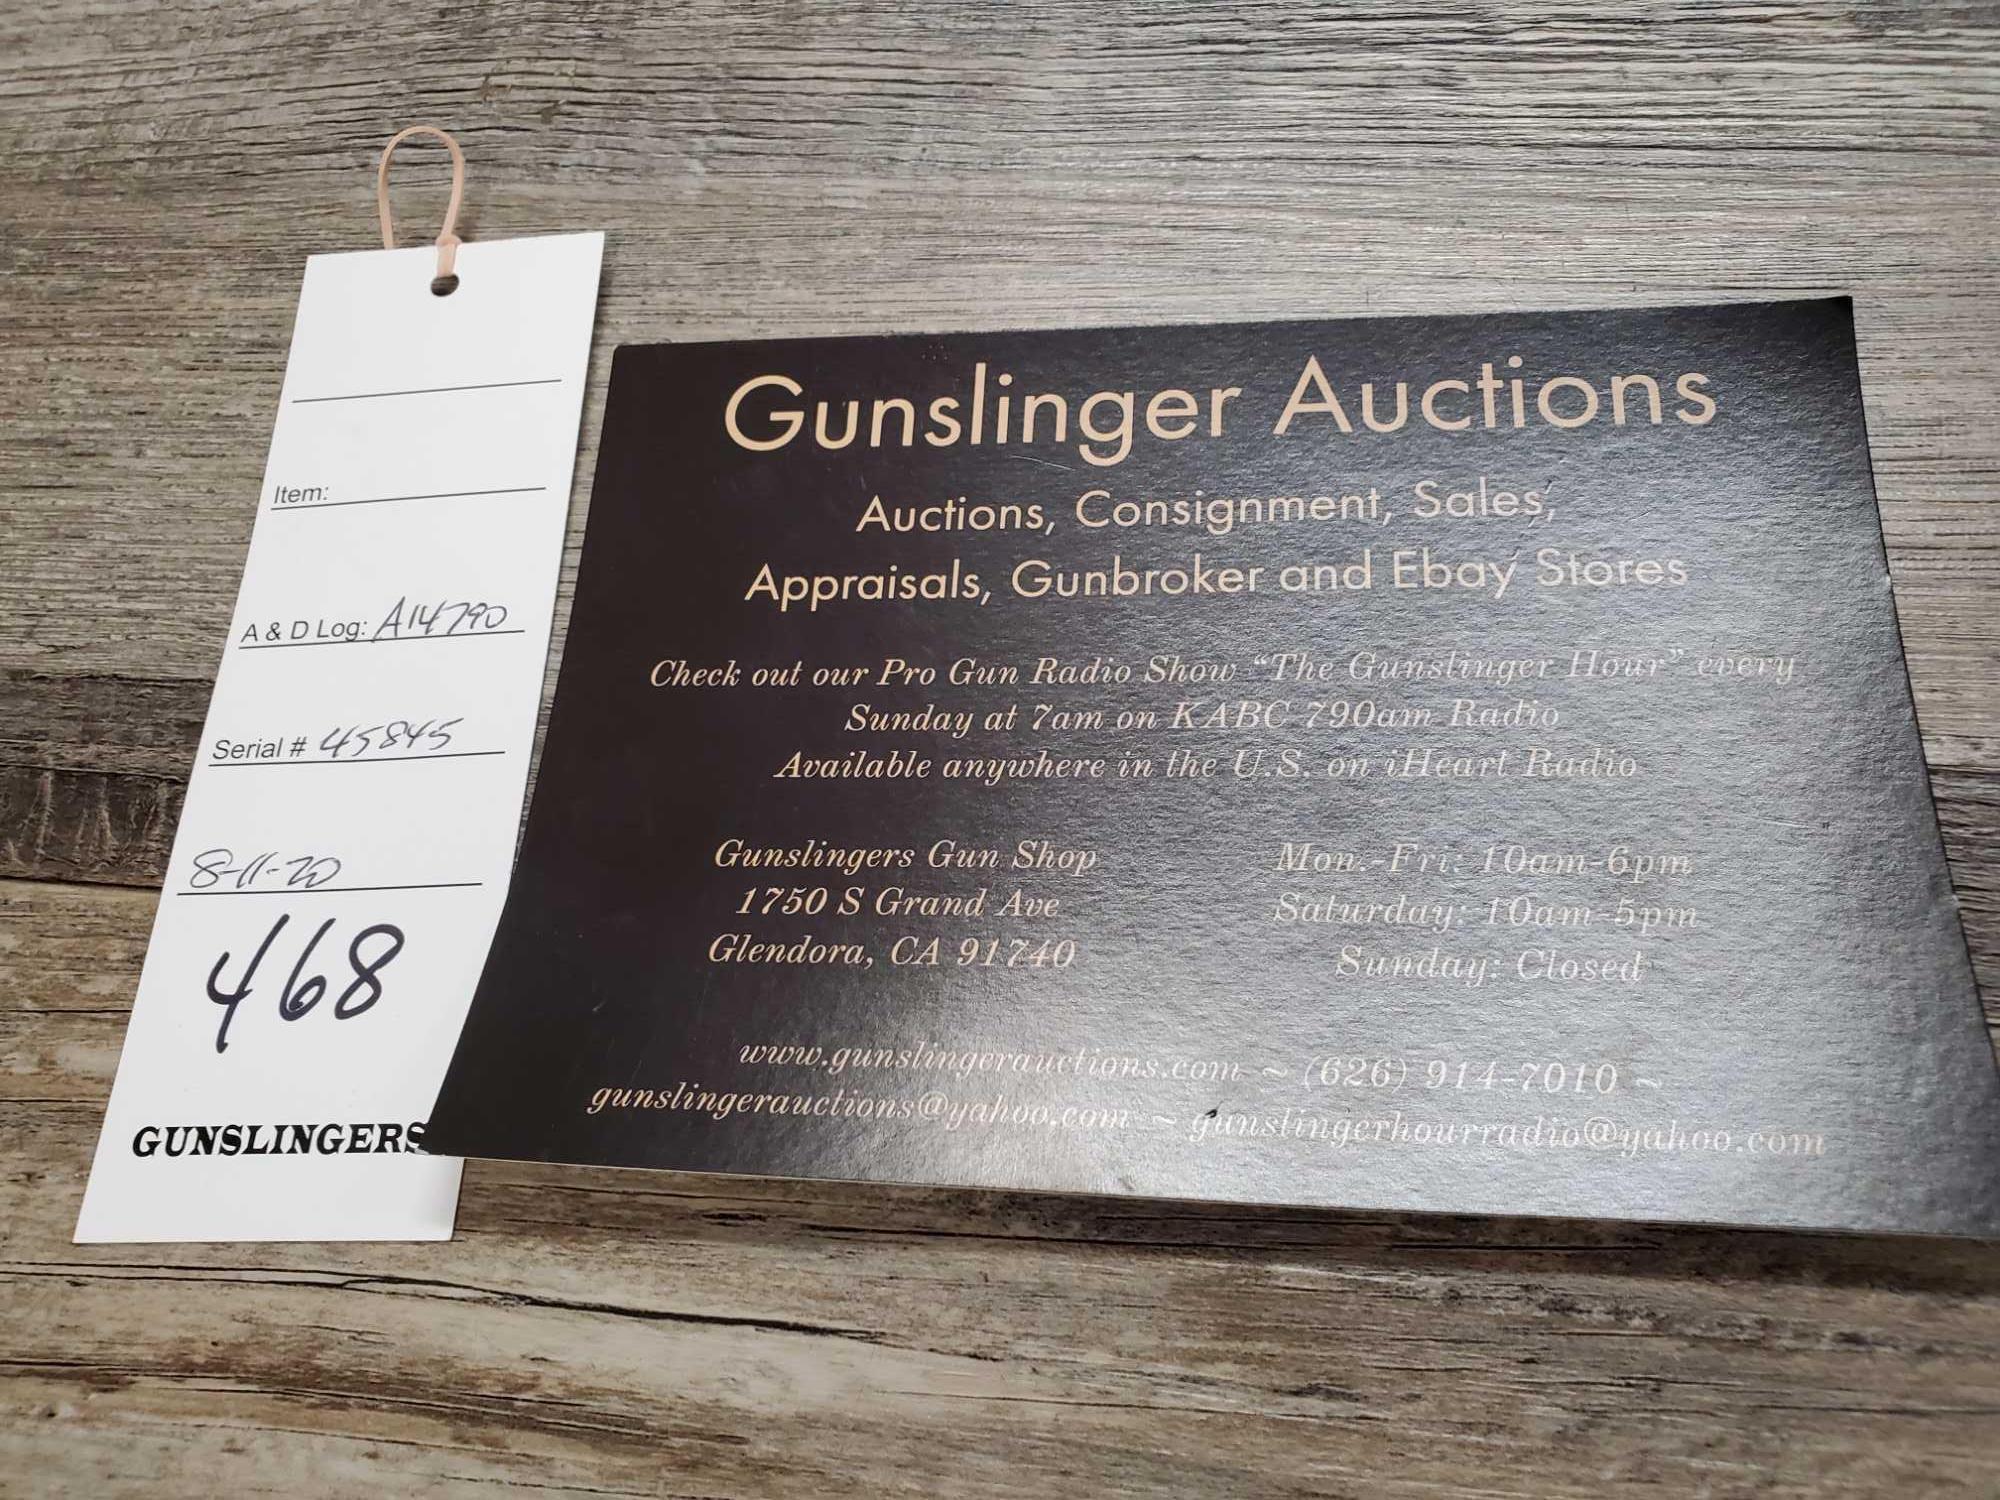 Item:
A & D Log: A14790
Serial # 45845
8-11-20
468
GUNSLINGERS
Gunslinger Auctions
Auctions, Consignment, Sales,
Appraisals, Gunbroker and Ebay Stores
Check out our Pro Gun Radio Show "The Gunslinger Hour" every
Sunday at 7am on KABC 790am Radio
Available anywhere in the U.S. on iHeart Radio
Gunslingers Gun Shop
1750 S Grand Ave
Glendora, CA 91740
Mon.-Fri: 10am-6pm
Saturday: 10am-5pm
Sunday: Closed
www.gunslingerauctions.com ~ (626) 914-7010 ~
gunslingerauctions@yahoo.com ~ gunslingerhourradio@yahoo.com